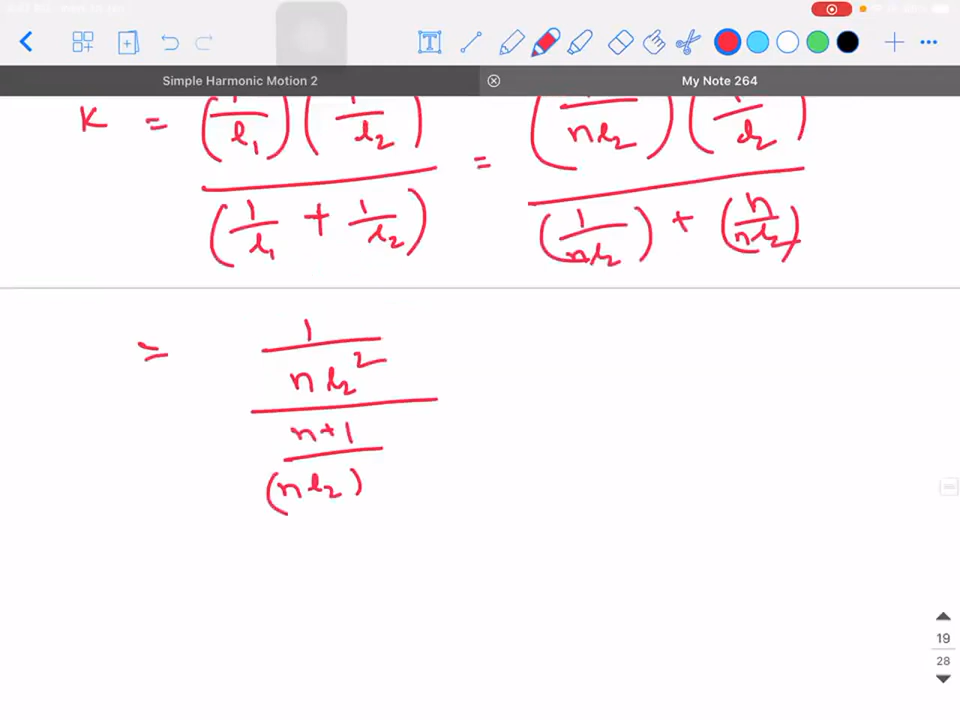 Simple Harmonic Motion 2
My Note 264
K = (1/l₁)(1/l₂) / (1/l₁ + 1/l₂) = (1/nl₂)(1/l₂) / (1/nl₂) + (n/nl₂)
= 1/nl₂² / n+1/(nl₂)
19
28